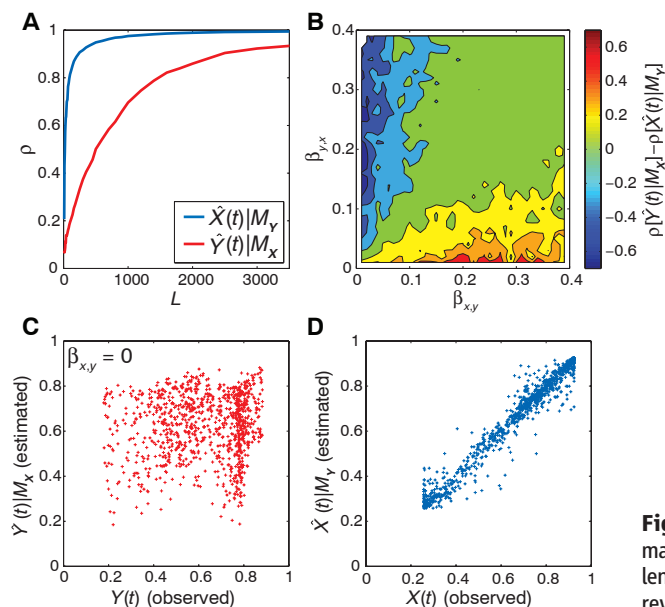 A
1
0.8
0.6
0.4
0.2
0
ρ
0 1000 2000 3000
L
X̂(t)|M_Y
Ŷ(t)|M_X
B
0.4
0.3
0.2
0.1
0
β_y,x
0 0.1 0.2 0.3 0.4
β_x,y
0.6
0.4
0.2
0
−0.2
−0.4
−0.6
ρ[Ŷ(t)|M_X]−ρ[X̂(t)|M_Y]
C
β_x,y = 0
1
0.8
0.6
0.4
0.2
0
Ŷ(t)|M_X (estimated)
0 0.2 0.4 0.6 0.8 1
Y(t) (observed)
D
1
0.8
0.6
0.4
0.2
0
X̂(t)|M_Y (estimated)
0 0.2 0.4 0.6 0.8 1
X(t) (observed)
Fig
ma
len
rev